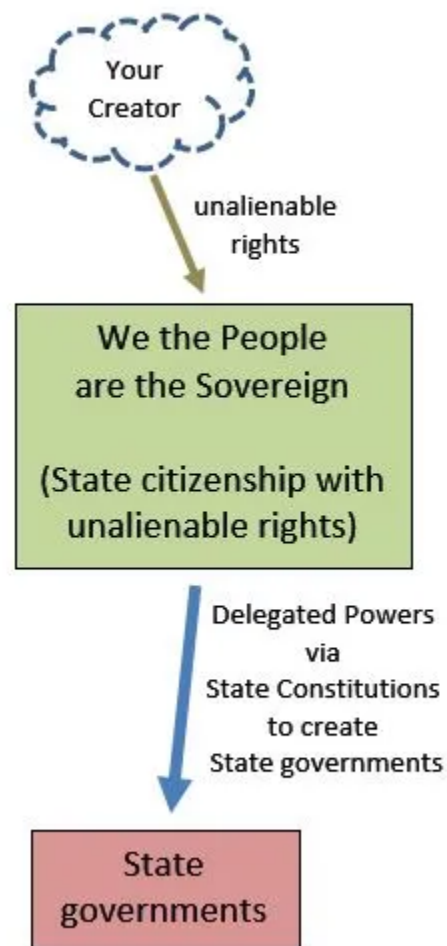 Your
Creator
unalienable
rights
We the People
are the Sovereign
(State citizenship with
unalienable rights)
Delegated Powers
via
State Constitutions
to create
State governments
State
governments